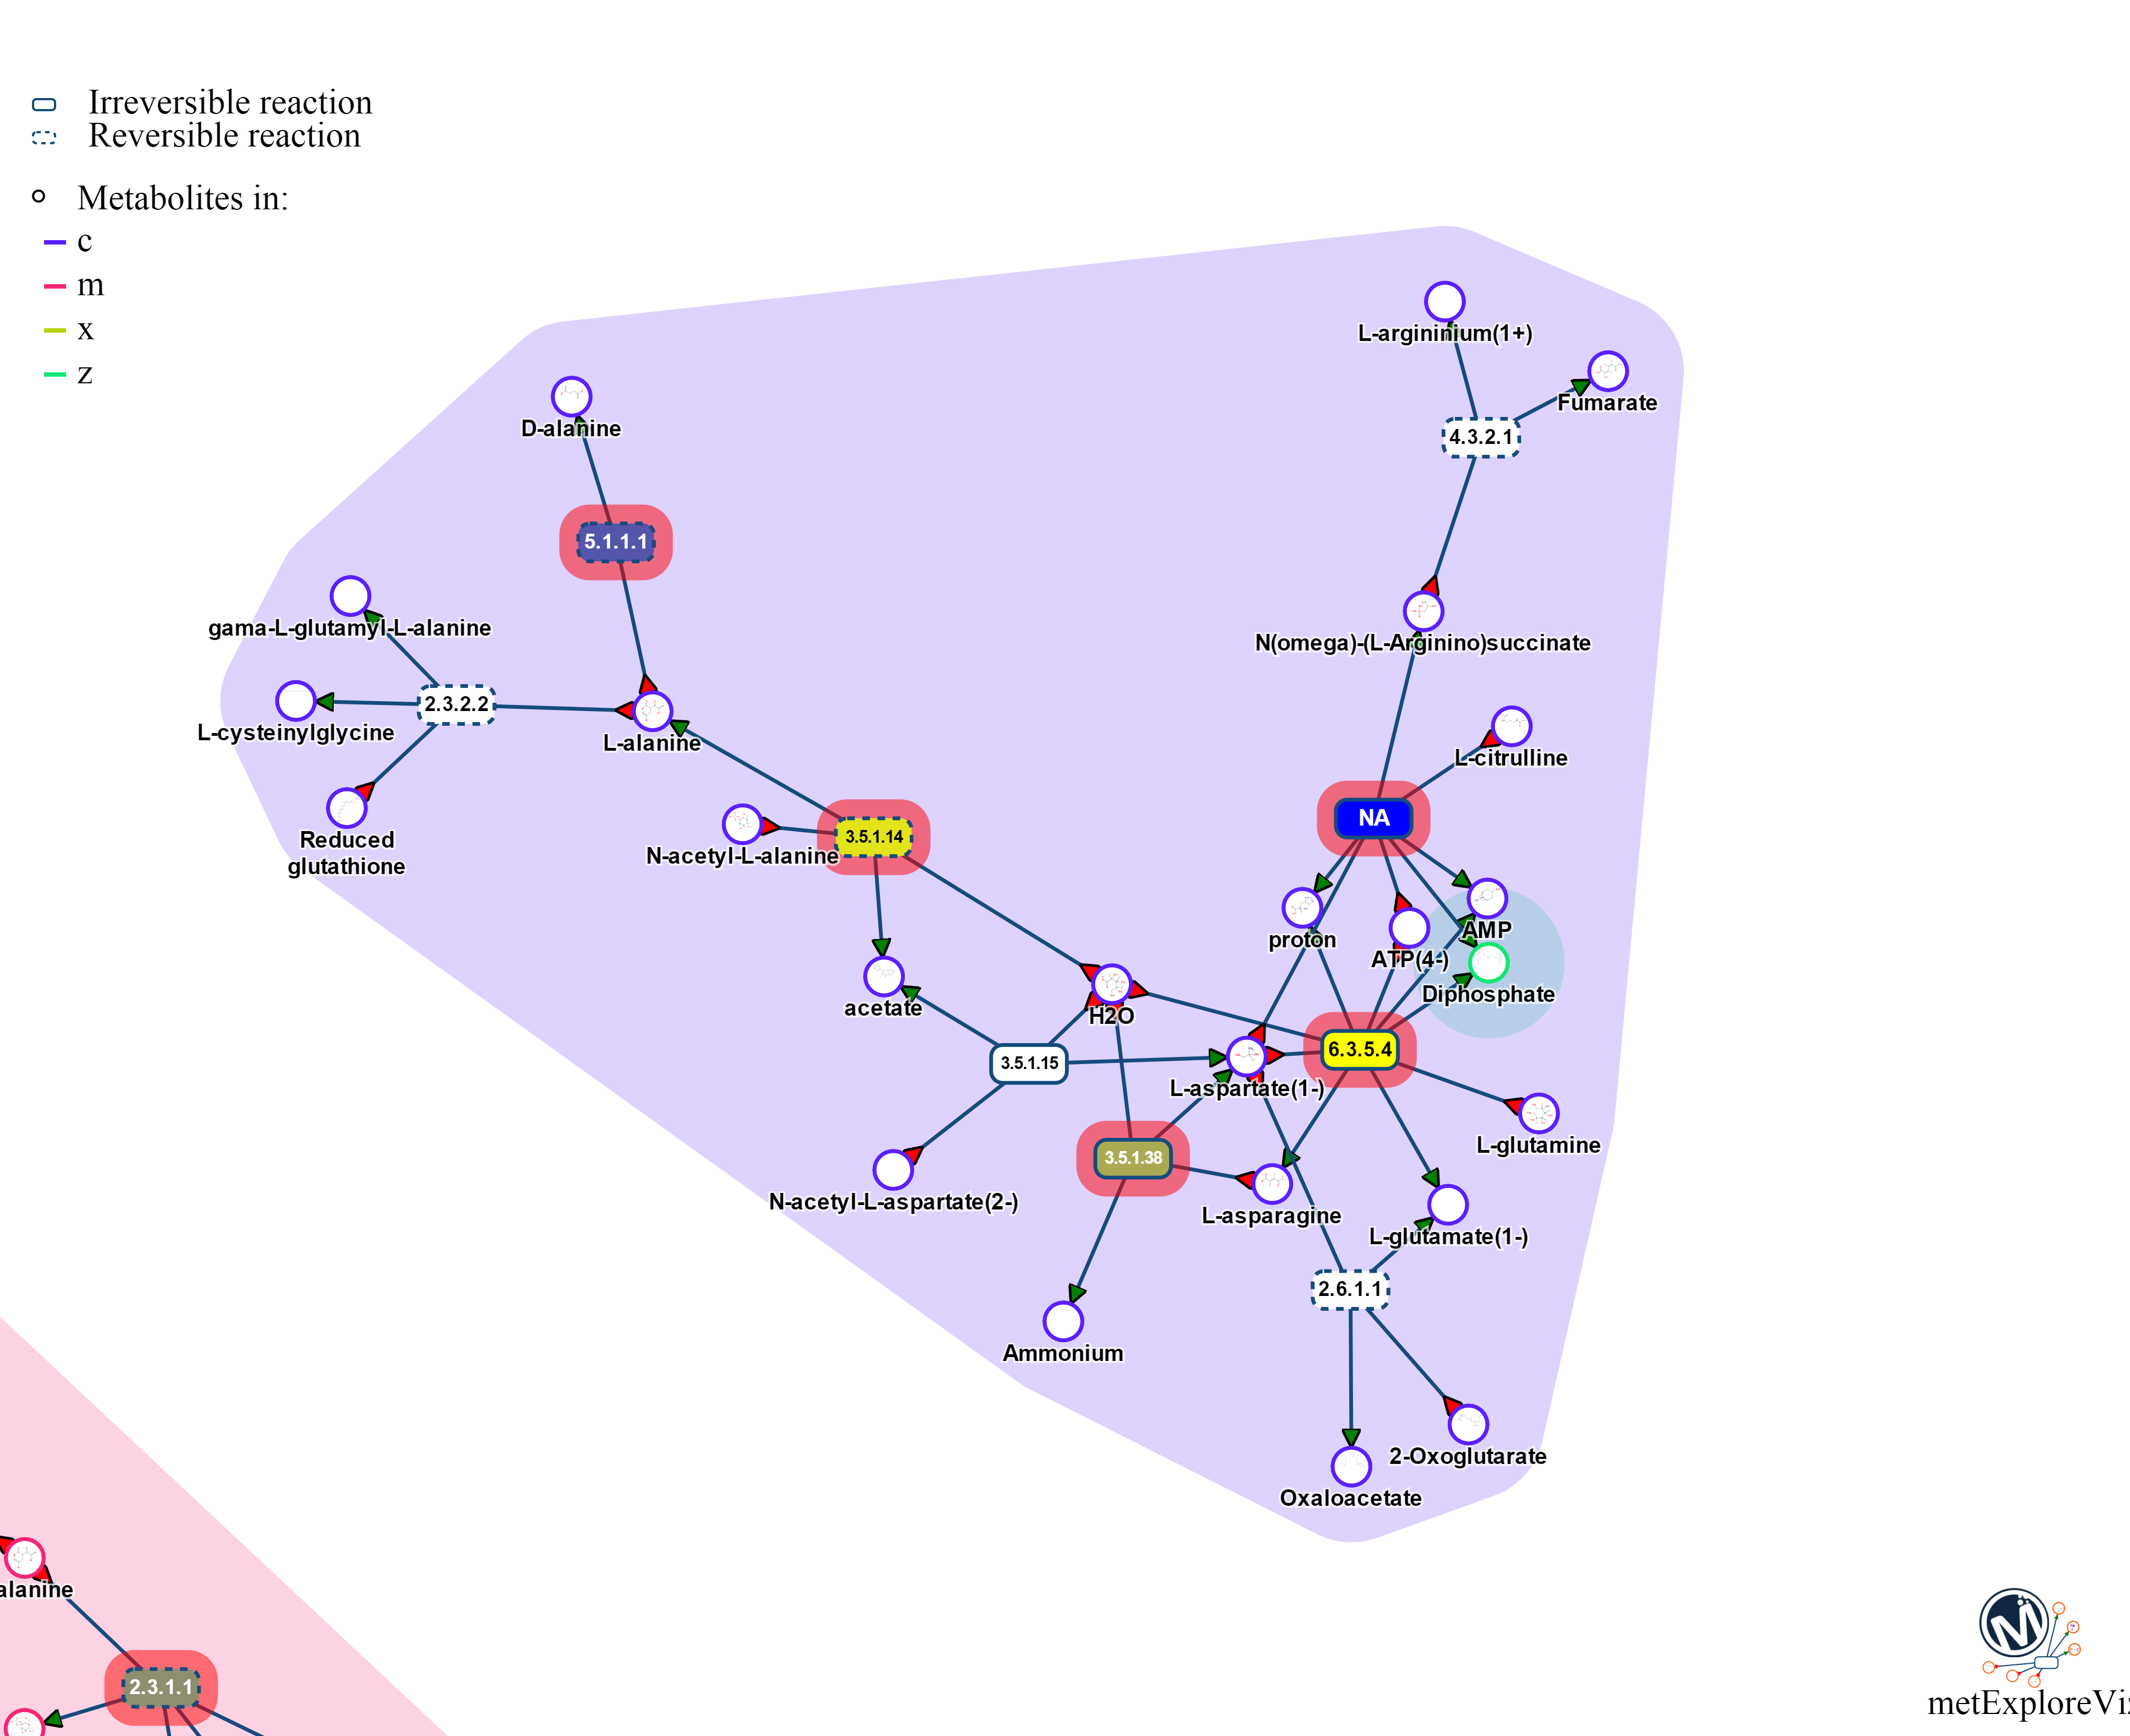 Irreversible reaction
Reversible reaction
Metabolites in:
c
m
x
z
L-argininium(1+)
Fumarate
D-alanine
4.3.2.1
5.1.1.1
gama-L-glutamyl-L-alanine
N(omega)-(L-Arginino)succinate
2.3.2.2
L-cysteinylglycine
L-alanine
L-citrulline
NA
Reduced
glutathione
3.5.1.14
N-acetyl-L-alanine
proton
AMP
ATP(4-)
Diphosphate
acetate
H2O
6.3.5.4
3.5.1.15
L-aspartate(1-)
L-glutamine
3.5.1.38
N-acetyl-L-aspartate(2-)
L-asparagine
L-glutamate(1-)
2.6.1.1
Ammonium
2-Oxoglutarate
Oxaloacetate
alanine
2.3.1.1
metExploreViz